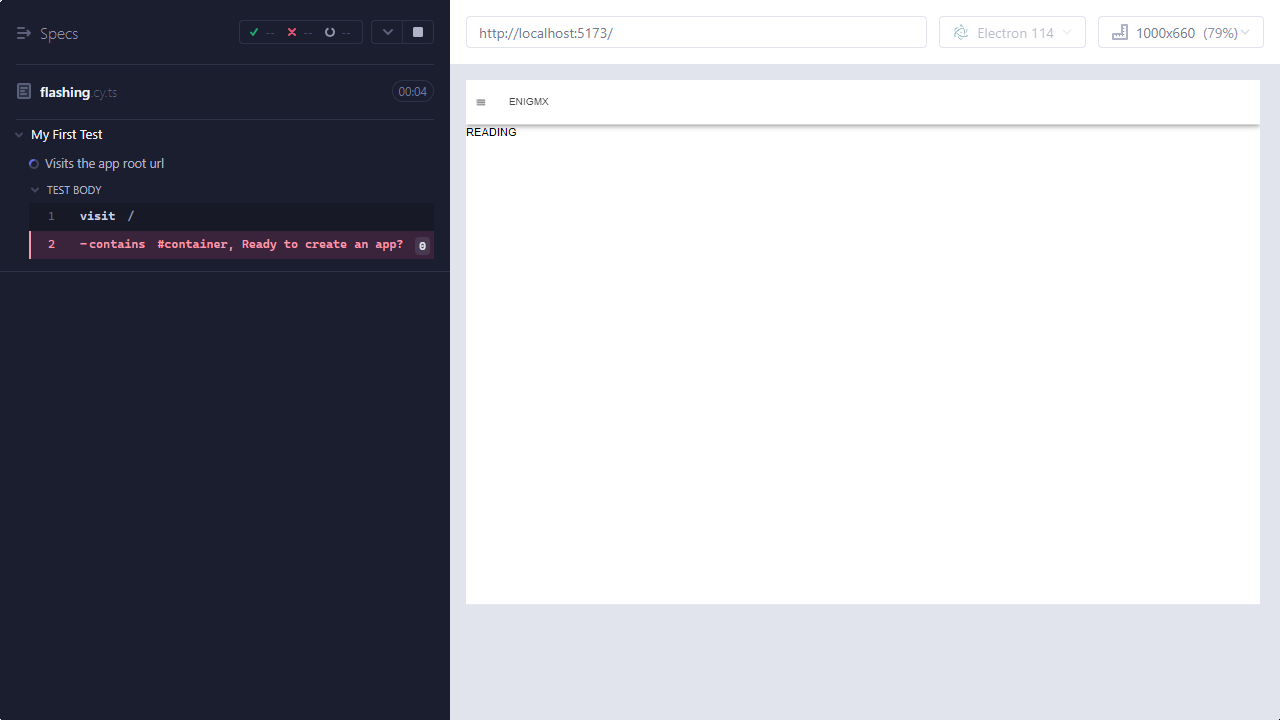 Specs
-- -- --
flashing.cy.ts 00:04
My First Test
Visits the app root url
TEST BODY
1 visit /
2 -contains #container, Ready to create an app? 0
http://localhost:5173/
Electron 114
1000x660 (79%)
ENIGMX
READING